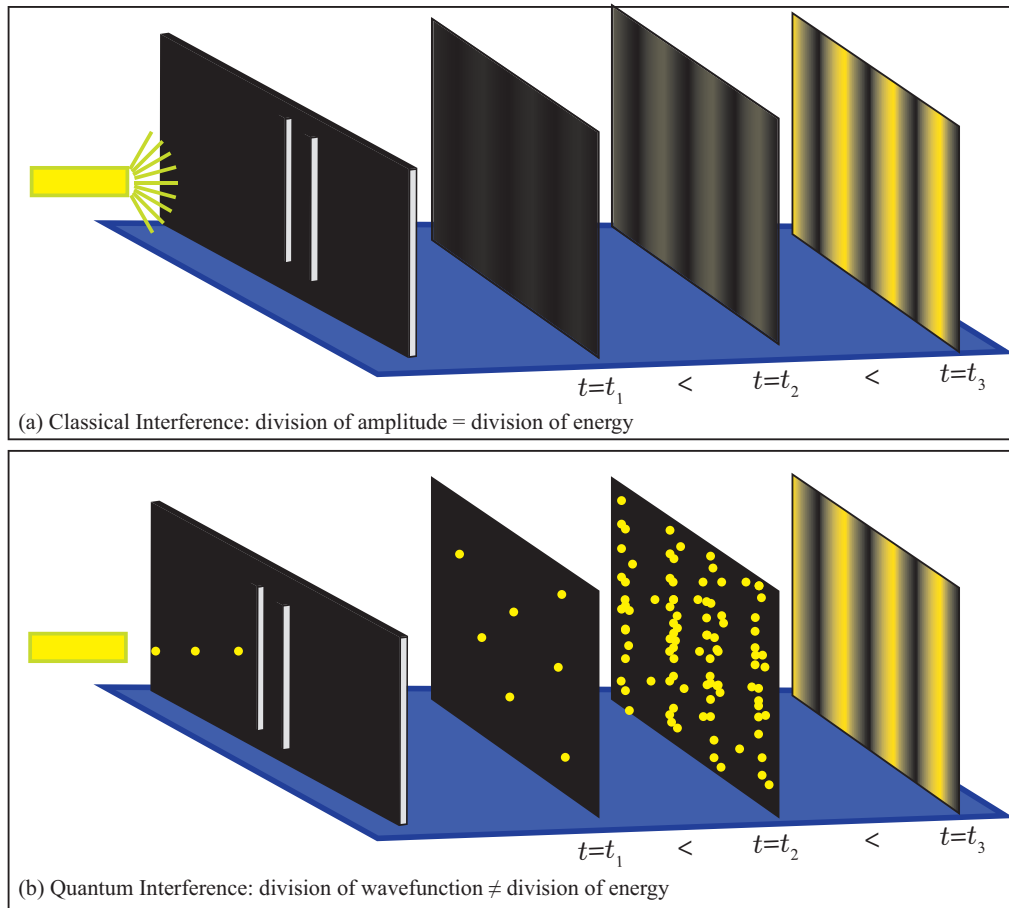 t=t₁ < t=t₂ < t=t₃
(a) Classical Interference: division of amplitude = division of energy
t=t₁ < t=t₂ < t=t₃
(b) Quantum Interference: division of wavefunction ≠ division of energy